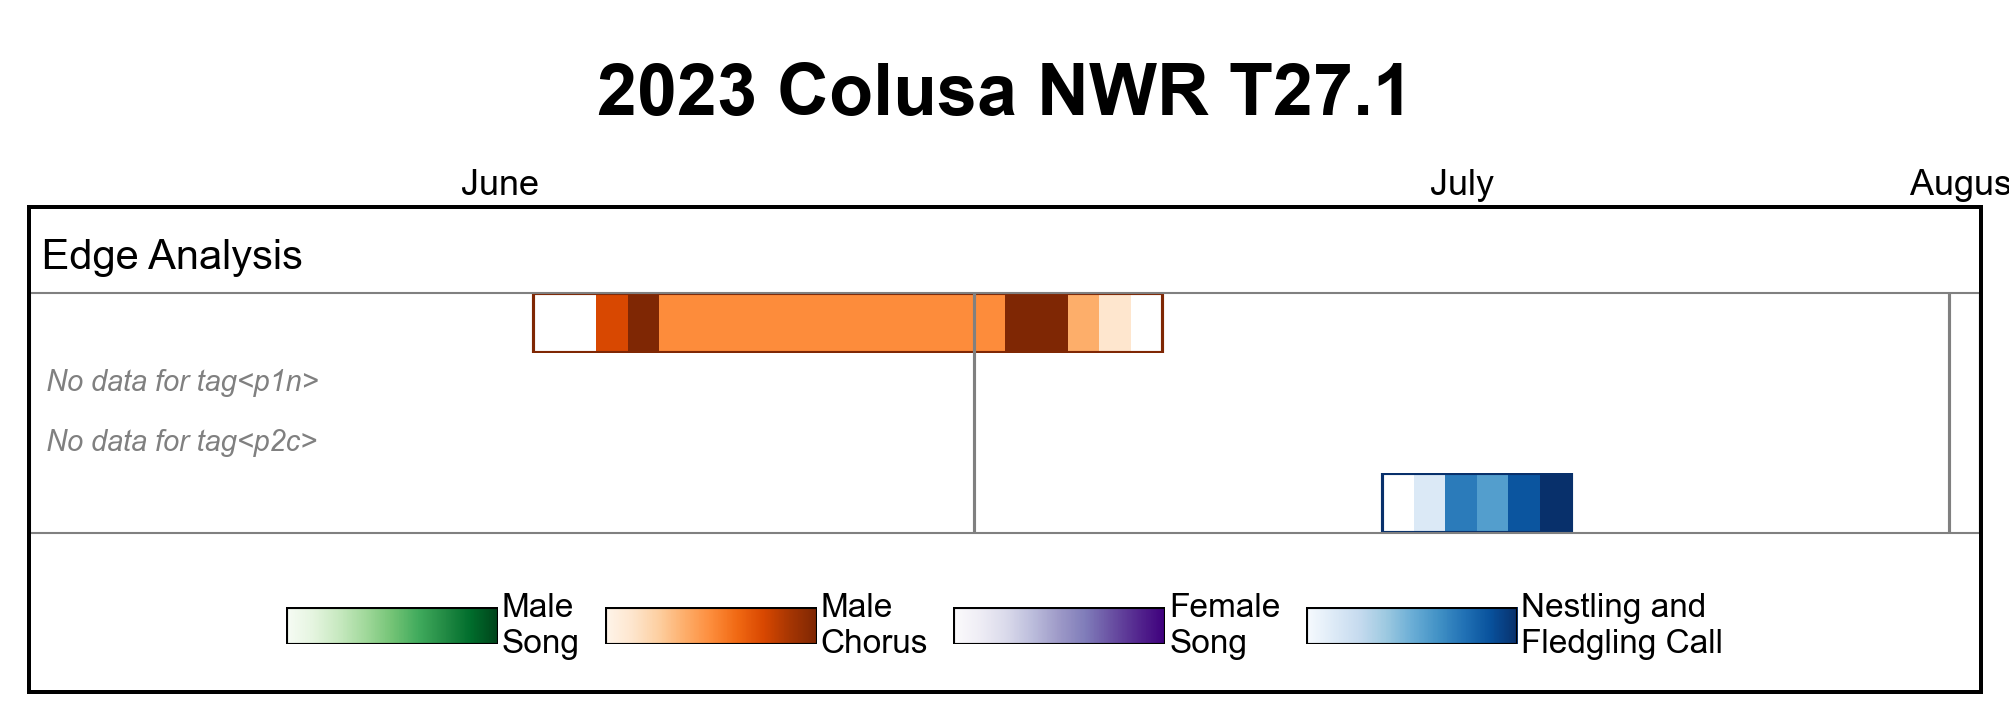 2023 Colusa NWR T27.1
June July Augus
Edge Analysis
No data for tag<p1n>
No data for tag<p2c>
Male Song
Male Chorus
Female Song
Nestling and Fledgling Call